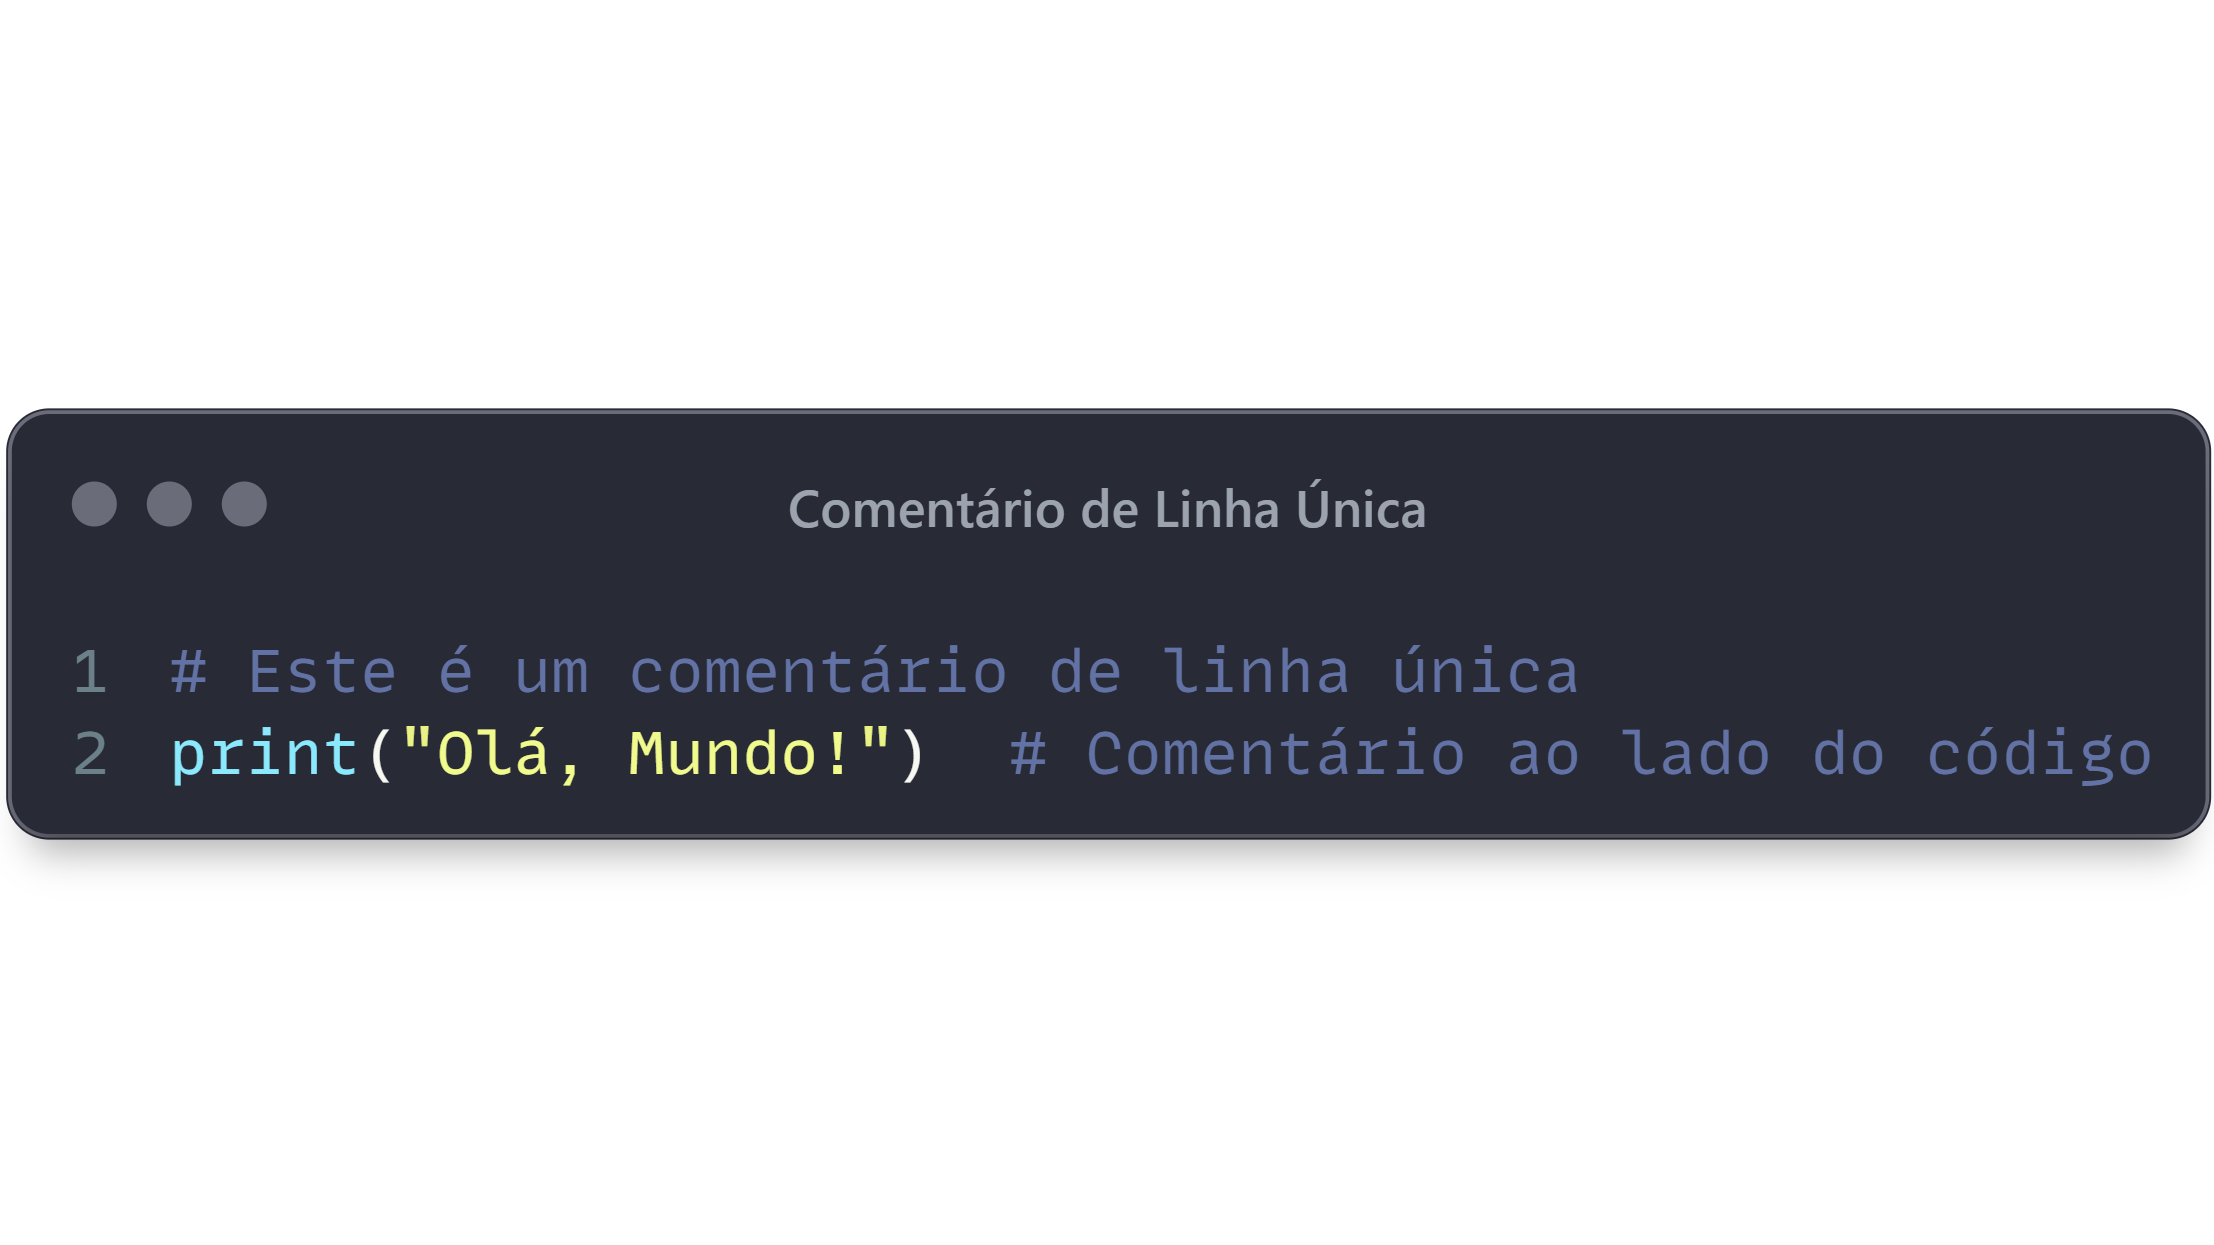 Comentário de Linha Única
1 # Este é um comentário de linha única
2 print("Olá, Mundo!")  # Comentário ao lado do código